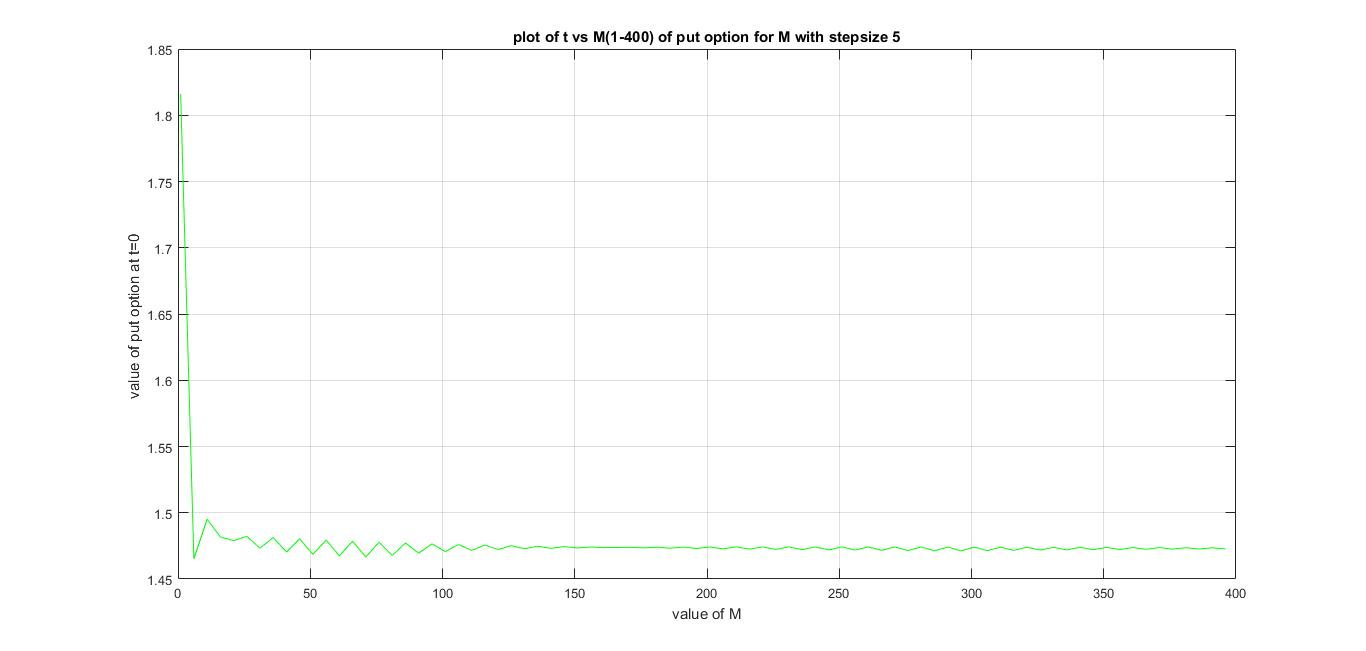 plot of t vs M(1-400) of put option for M with stepsize 5
1.85
1.8
1.75
1.7
1.65
1.6
1.55
1.5
1.45
value of put option at t=0
0 50 100 150 200 250 300 350 400
value of M